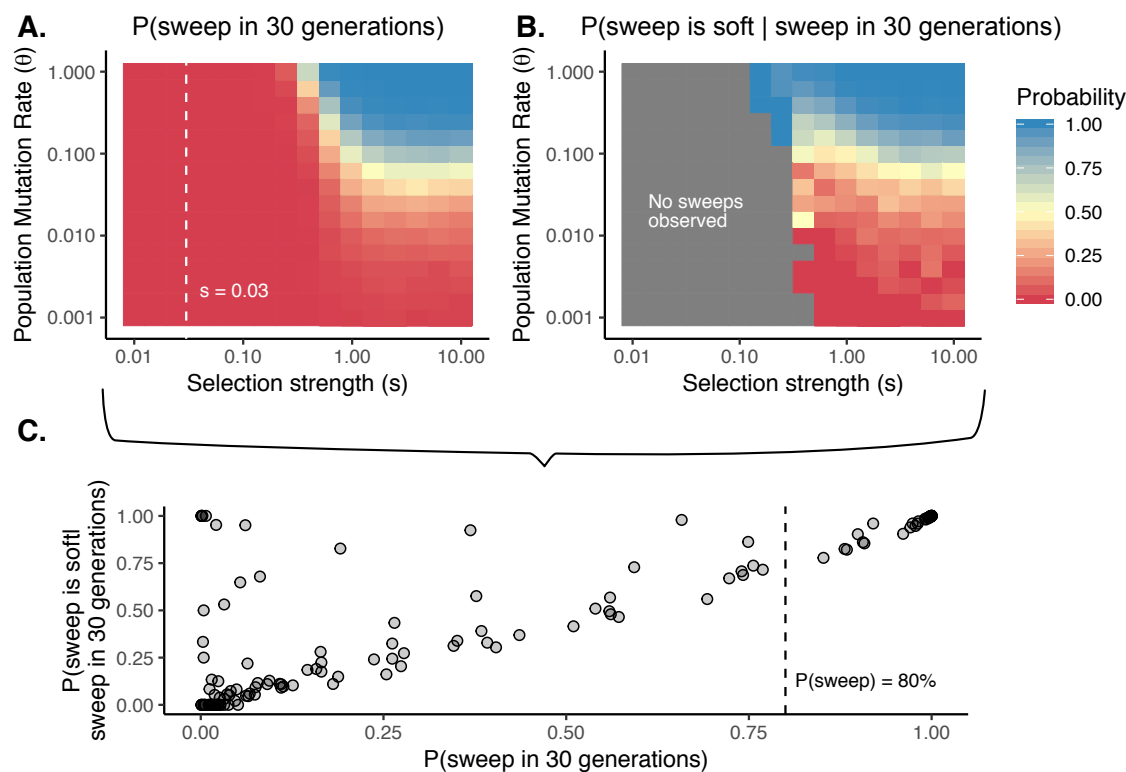 A.
P(sweep in 30 generations)
Population Mutation Rate (θ)
1.000
0.100
0.010
0.001
s = 0.03
0.01
0.10
1.00
10.00
Selection strength (s)
B.
P(sweep is soft | sweep in 30 generations)
Population Mutation Rate (θ)
1.000
0.100
0.010
0.001
No sweeps
observed
0.01
0.10
1.00
10.00
Selection strength (s)
Probability
1.00
0.75
0.50
0.25
0.00
C.
P(sweep is softl
sweep in 30 generations)
1.00
0.75
0.50
0.25
0.00
P(sweep) = 80%
0.00
0.25
0.50
0.75
1.00
P(sweep in 30 generations)